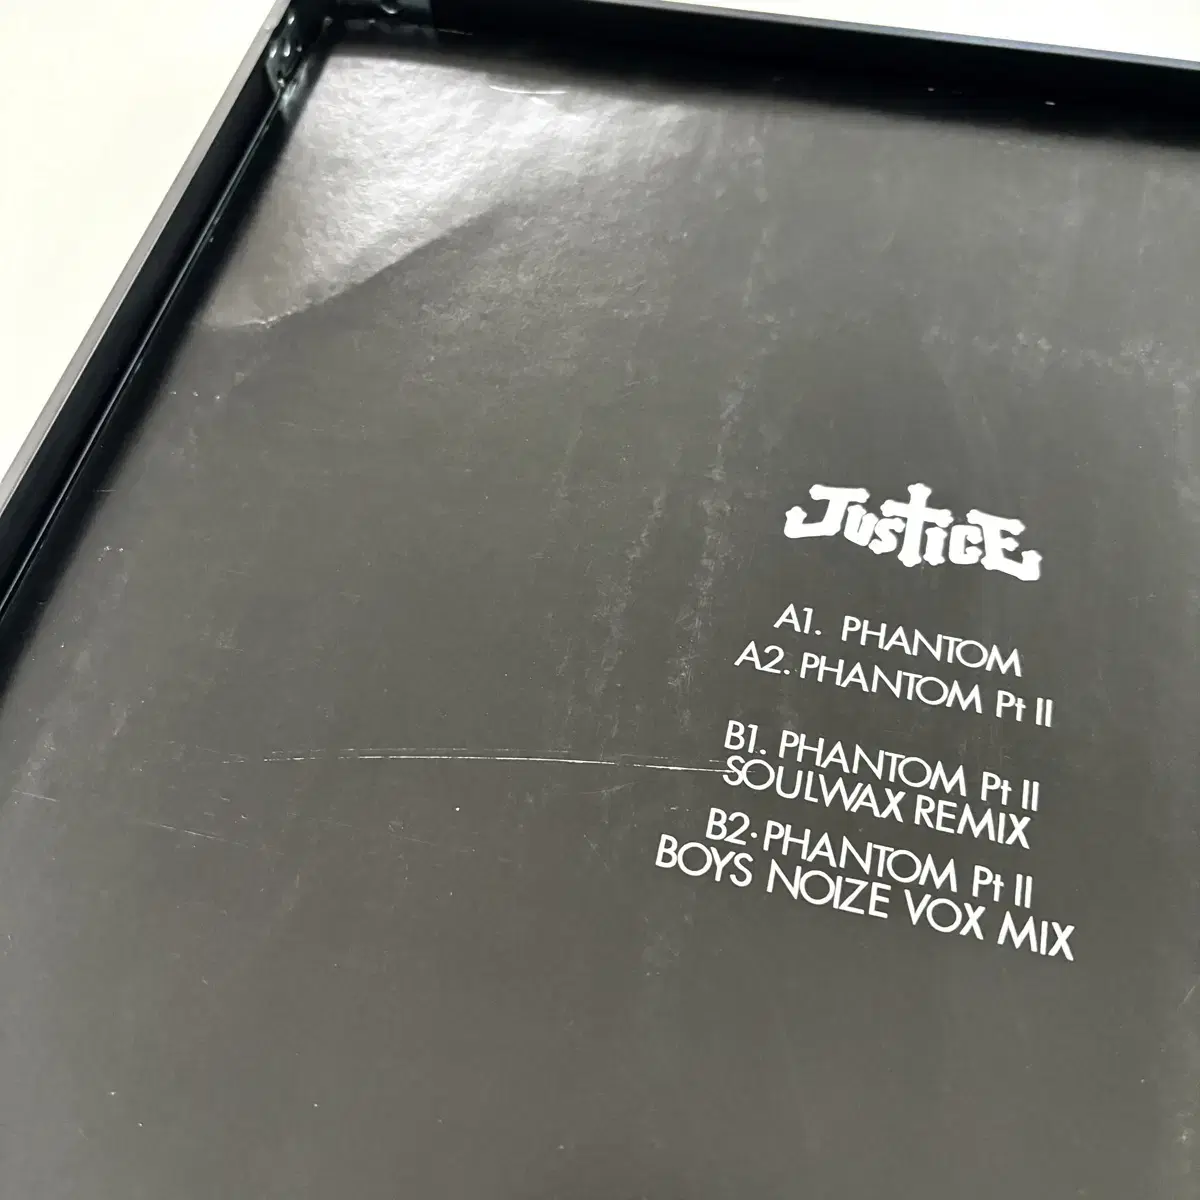 JUSTICE
A1. PHANTOM
A2. PHANTOM Pt II
B1. PHANTOM Pt II
SOULWAX REMIX
B2. PHANTOM Pt II
BOYS NOIZE VOX MIX